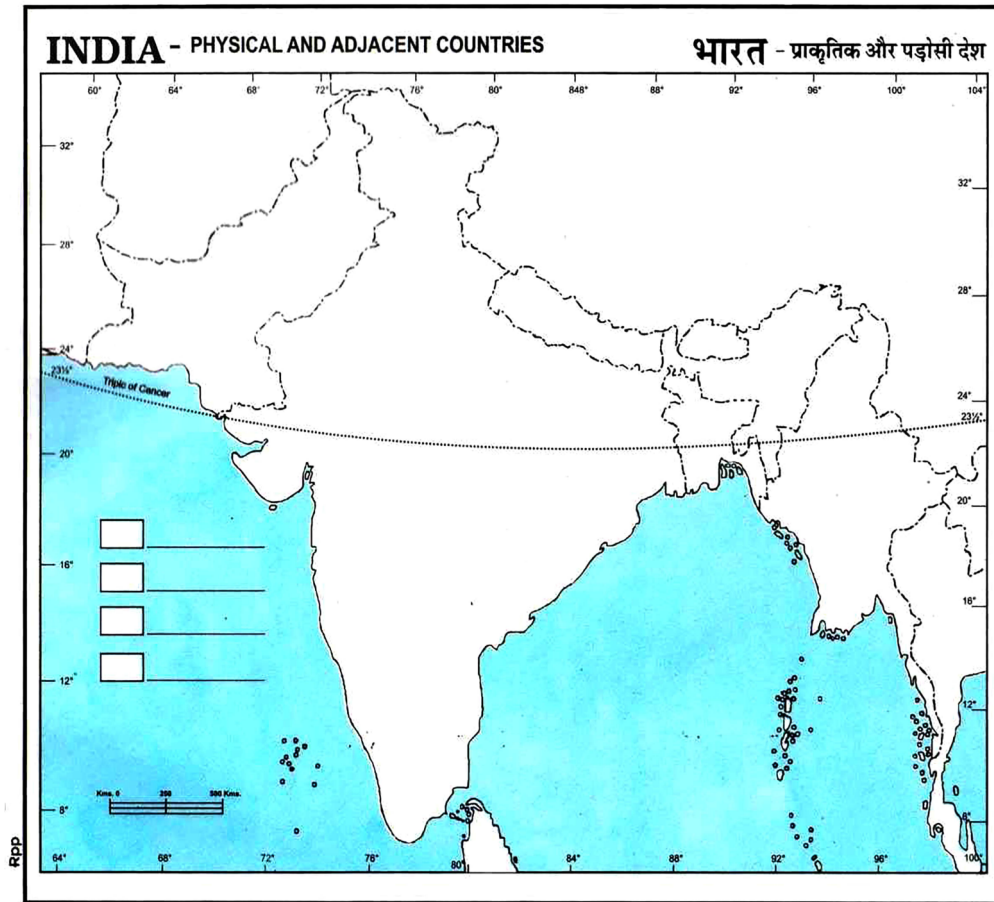 INDIA - PHYSICAL AND ADJACENT COUNTRIES
भारत - प्राकृतिक और पड़ोसी देश
60° 64° 68° 72° 76° 80° 848° 88° 92° 96° 100° 104°
32°
32°
28°
28°
24°
23½°
Triplc of Cancer
24°
23½°
20°
20°
16°
16°
12°
12°
Kms. 0 250 500 Kms.
8°
8°
64° 68° 72° 76° 80° 84° 88° 92° 96° 100°
Rpp